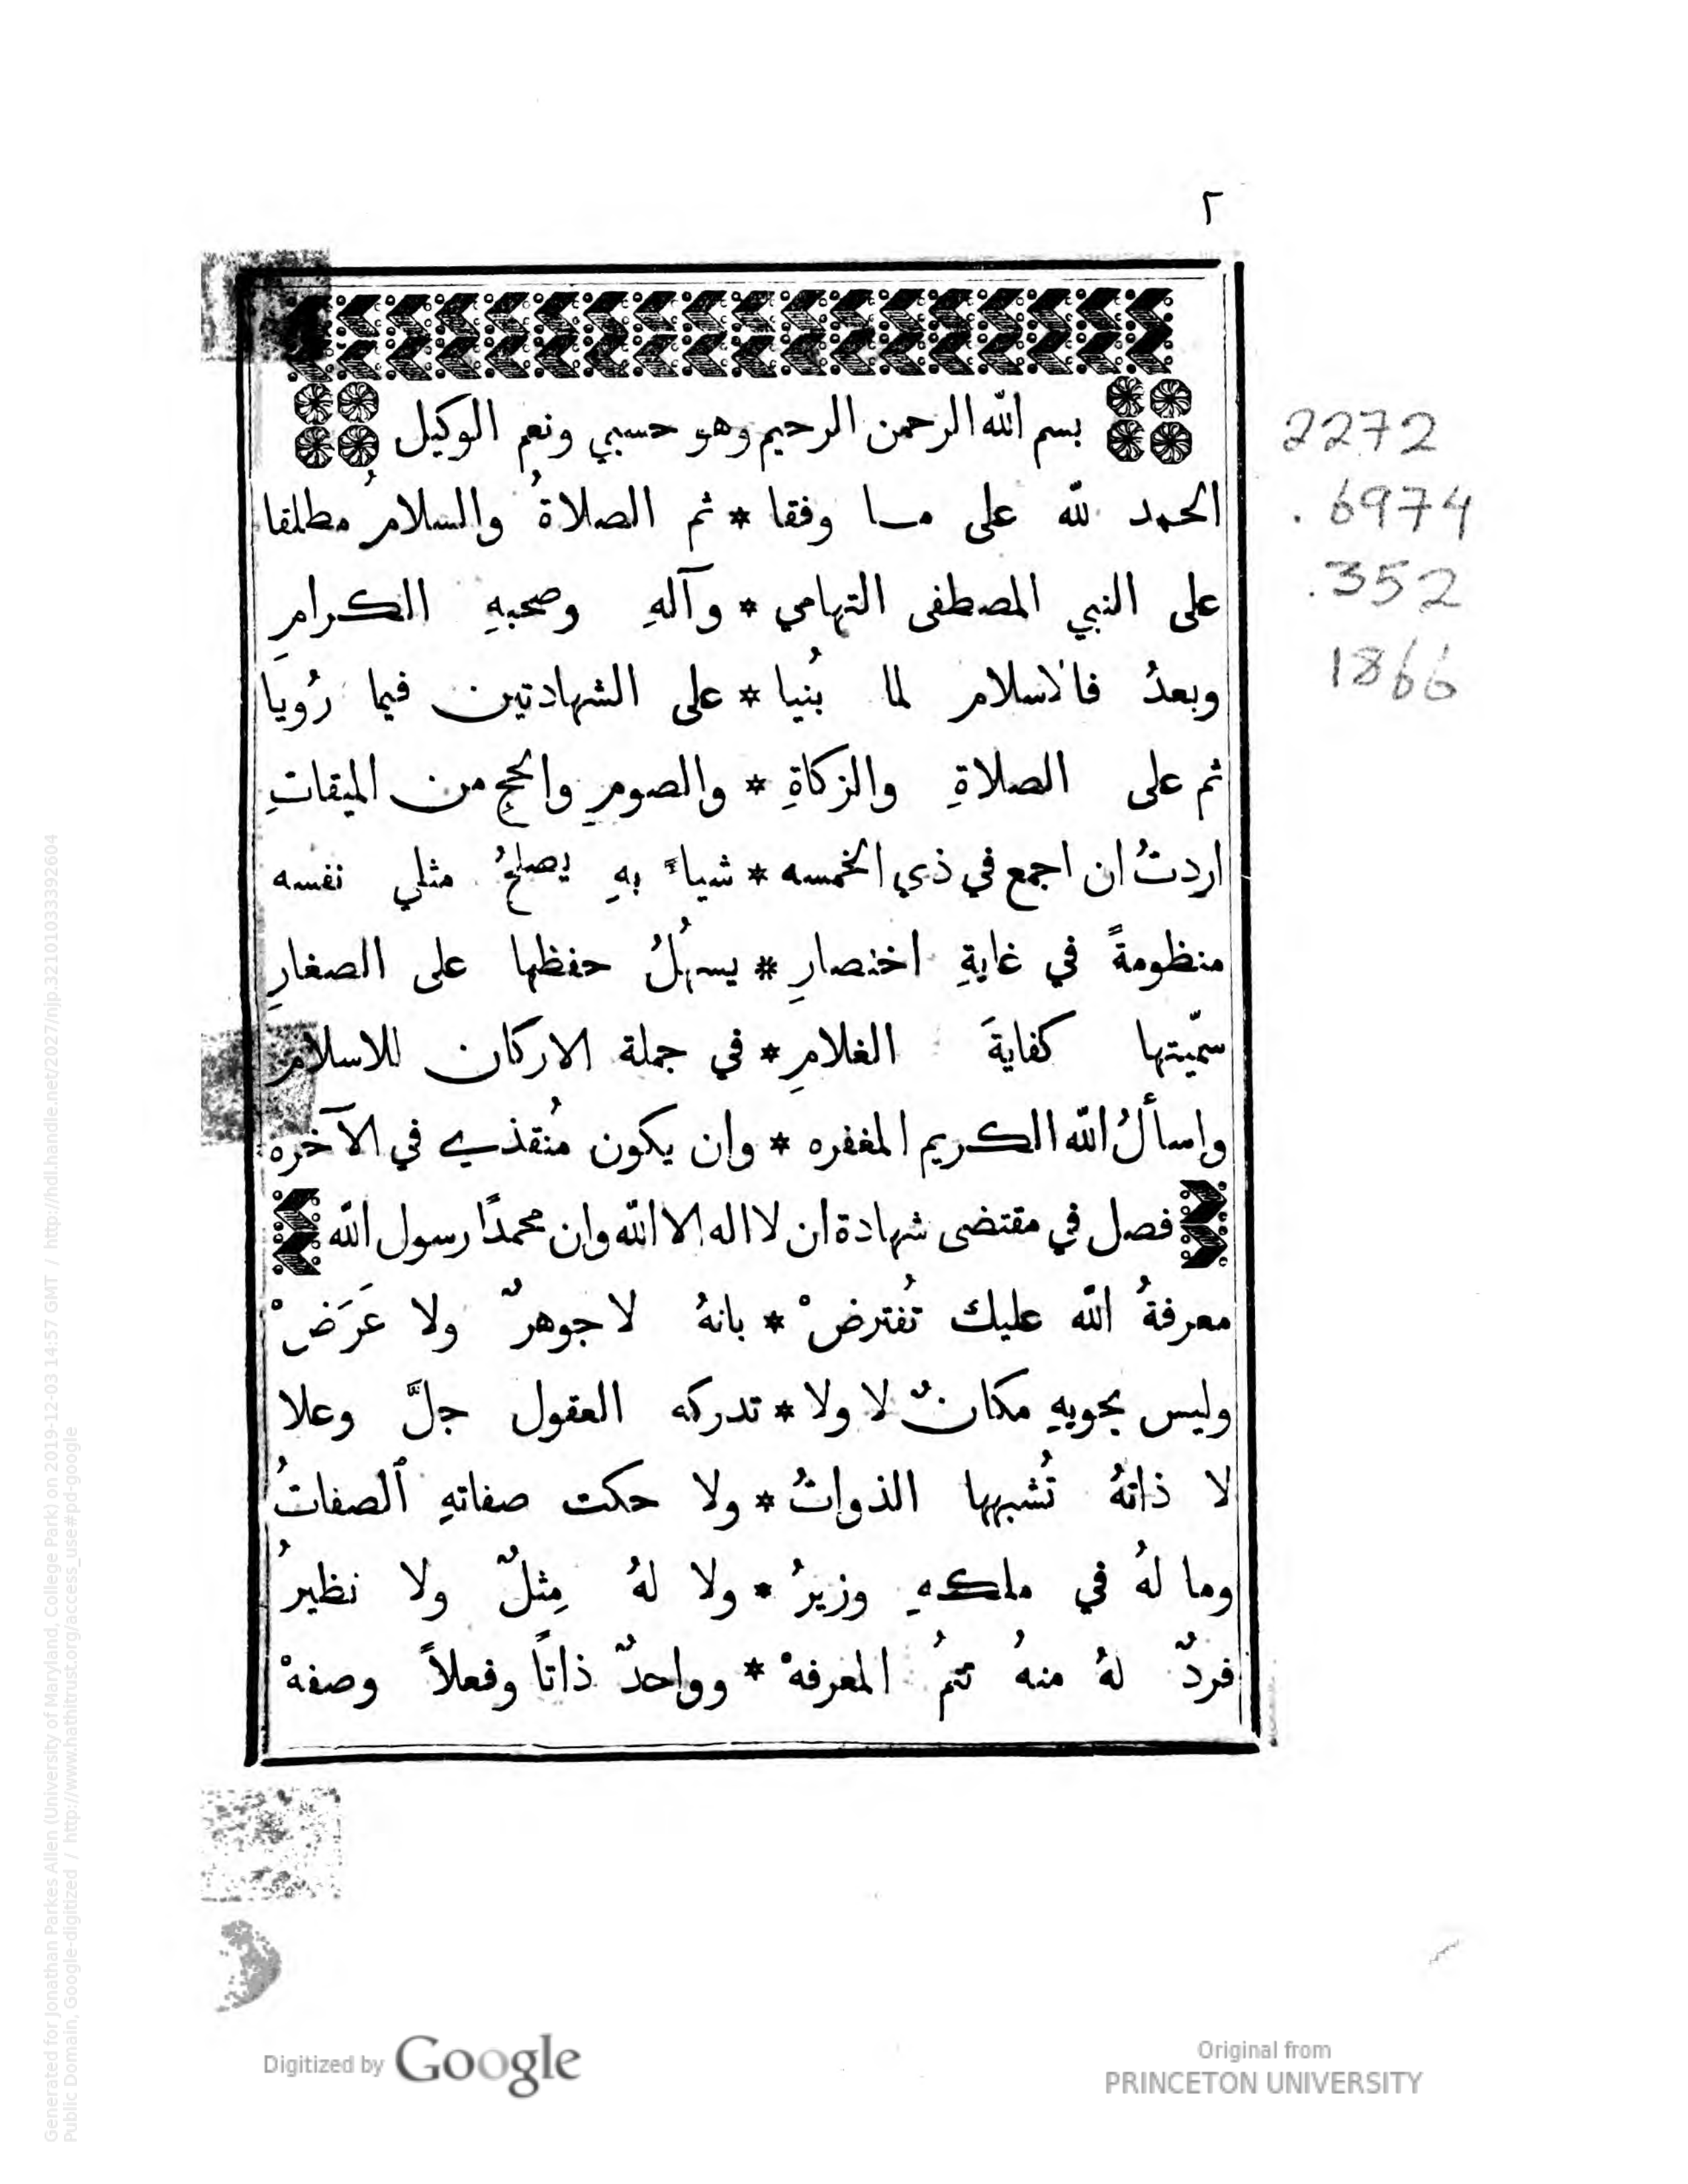 ٢
بسم الله الرحمن الرحيم وهو حسبي ونعم الوكيل
الحمد لله على مــا وفقا * ثم الصلاةُ والسلامُ مطلقا
على النبي المصطفى التهامي * وآلهِ وصحبهِ الكرامِ
وبعدُ فالاسلام لما بُنيا * على الشهادتين فيما رُويا
ثم على الصلاةِ والزكاةِ * والصومِ والحجِ من الميقاتِ
اردتُ ان اجمع في ذي الخمسه * شياءً بهِ يصلحُ مثلي نفسه
منظومةً في غايةِ اختصارِ * يسهلُ حفظها على الصغارِ
سمّيتها كفايةَ الغلامِ * في جملة الاركان للاسلامِ
واسألُ الله الكريم المغفره * وان يكون مُنقذي في الآخره
فصل في مقتضى شهادة ان لا اله الا الله وان محمدًا رسول الله
معرفةُ الله عليك تُفترضْ * بانهُ لا جوهرٌ ولا عَرَضْ
وليس يحويهِ مكانٌ لا ولا * تدركه العقول جلَّ وعلا
لا ذاتهُ تُشبهها الذواتُ * ولا حكت صفاتهِ ٱلصفاتُ
وما لهُ في ملكهِ وزيرُ * ولا لهُ مِثلٌ ولا نظيرُ
فردٌ لهُ منهُ تتمُ المعرفهْ * وواحدٌ ذاتًا وفعلاً وصفهْ
2272
.6974
.352
1866
Generated for Jonathan Parkes Allen (University of Maryland, College Park) on 2019-12-03 14:57 GMT / http://hdl.handle.net/2027/njp.32101033392604
Public Domain, Google-digitized / http://www.hathitrust.org/access_use#pd-google
Digitized by Google
Original from
PRINCETON UNIVERSITY